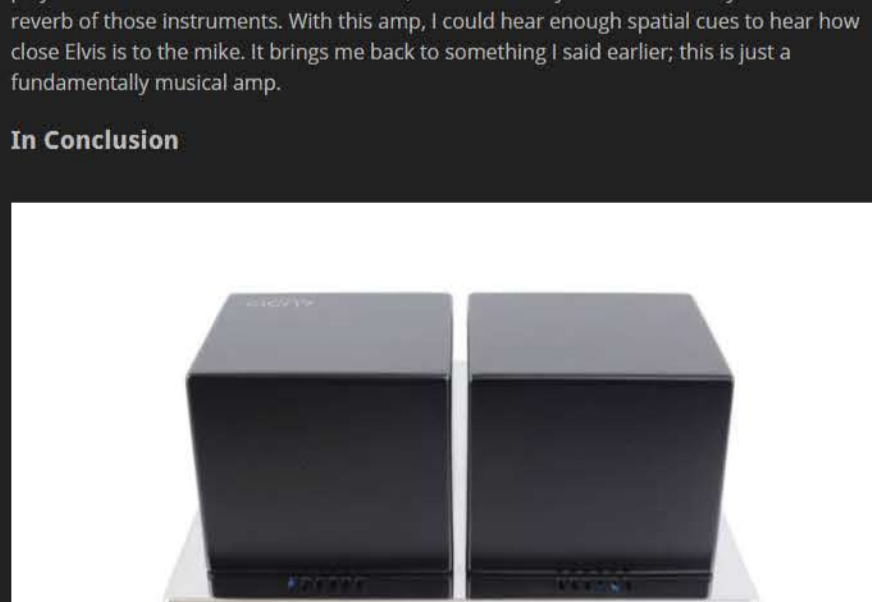 reverb of those instruments. With this amp, I could hear enough spatial cues to hear how
close Elvis is to the mike. It brings me back to something I said earlier; this is just a
fundamentally musical amp.
In Conclusion